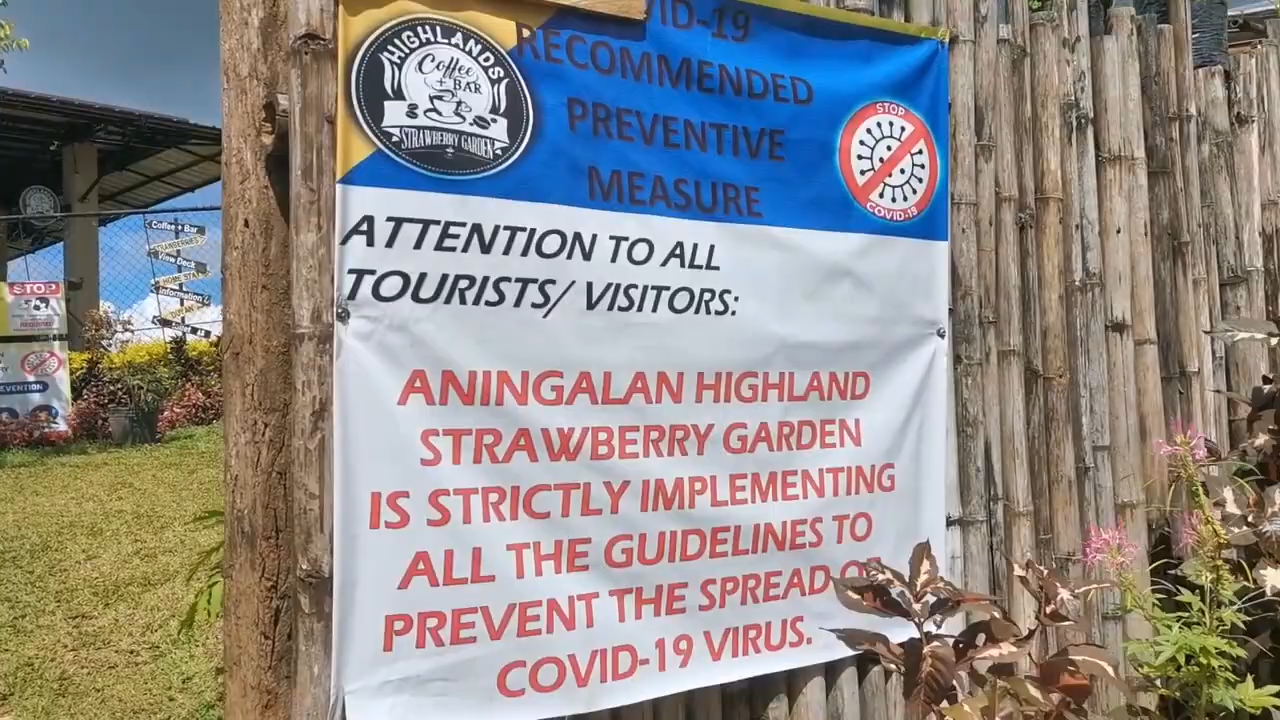 VID-19
RECOMMENDED
PREVENTIVE
MEASURE
HIGHLANDS
Coffee
+ BAR
STRAWBERRY GARDEN
STOP
COVID-19
ATTENTION TO ALL
TOURISTS/ VISITORS:
ANINGALAN HIGHLAND
STRAWBERRY GARDEN
IS STRICTLY IMPLEMENTING
ALL THE GUIDELINES TO
PREVENT THE SPREAD OF
COVID-19 VIRUS.
Coffee + Bar
STRAWBERRIES
View Deck
HOME STAY
Information
STOP
REQUIRED
EVENTION